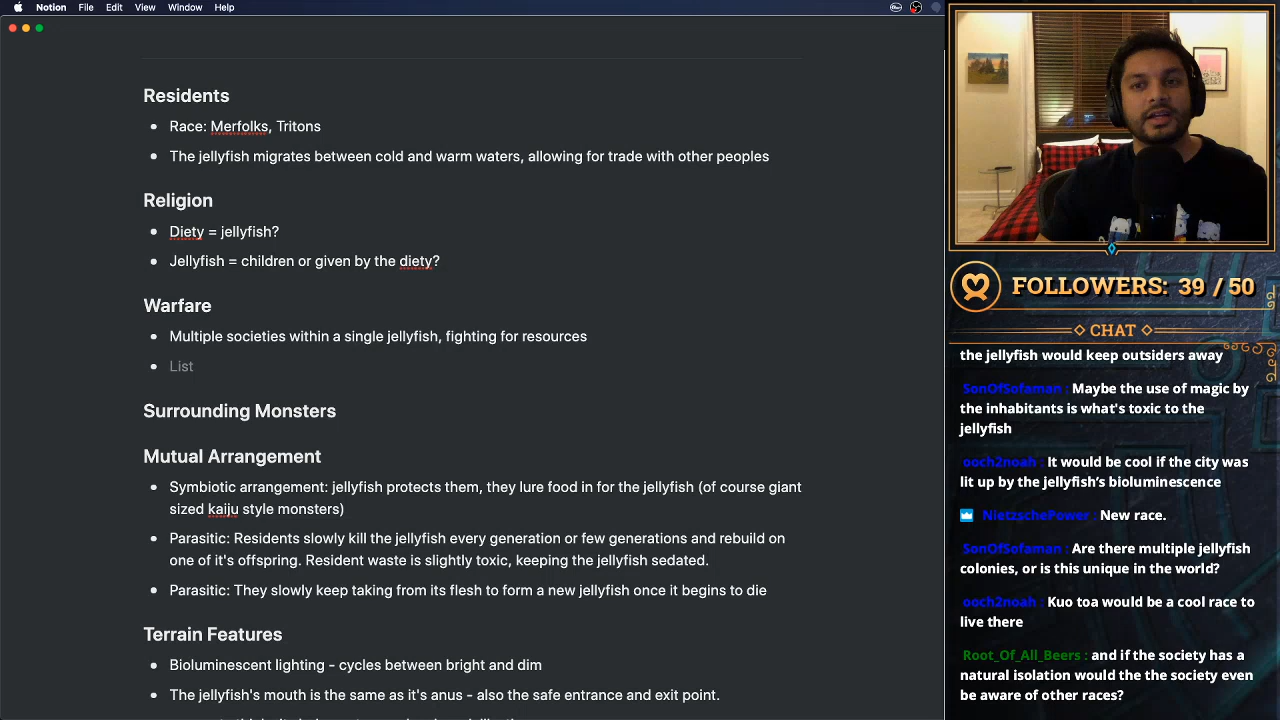 Notion File Edit View Window Help
Residents
Race: Merfolks, Tritons
The jellyfish migrates between cold and warm waters, allowing for trade with other peoples
Religion
Diety = jellyfish?
Jellyfish = children or given by the diety?
Warfare
Multiple societies within a single jellyfish, fighting for resources
List
Surrounding Monsters
Mutual Arrangement
Symbiotic arrangement: jellyfish protects them, they lure food in for the jellyfish (of course giant
sized kaiju style monsters)
Parasitic: Residents slowly kill the jellyfish every generation or few generations and rebuild on
one of it's offspring. Resident waste is slightly toxic, keeping the jellyfish sedated.
Parasitic: They slowly keep taking from its flesh to form a new jellyfish once it begins to die
Terrain Features
Bioluminescent lighting - cycles between bright and dim
The jellyfish's mouth is the same as it's anus - also the safe entrance and exit point.
FOLLOWERS: 39 / 50
CHAT
the jellyfish would keep outsiders away
SonOfSofaman : Maybe the use of magic by
the inhabitants is what's toxic to the
jellyfish
ooch2noah : It would be cool if the city was
lit up by the jellyfish's bioluminescence
NietzschePower : New race.
SonOfSofaman : Are there multiple jellyfish
colonies, or is this unique in the world?
ooch2noah : Kuo toa would be a cool race to
live there
Root_Of_All_Beers : and if the society has a
natural isolation would the the society even
be aware of other races?